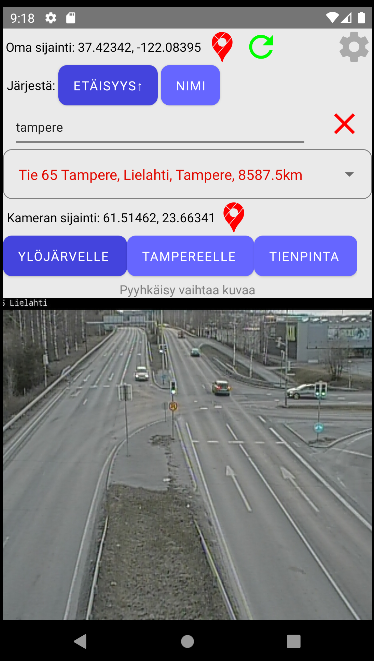 9:18
Oma sijainti: 37.42342, -122.08395
Järjestä: ETÄISYYS↑ NIMI
tampere
Tie 65 Tampere, Lielahti, Tampere, 8587.5km
Kameran sijainti: 61.51462, 23.66341
YLÖJÄRVELLE TAMPEREELLE TIENPINTA
Pyyhkäisy vaihtaa kuvaa
5 Lielahti